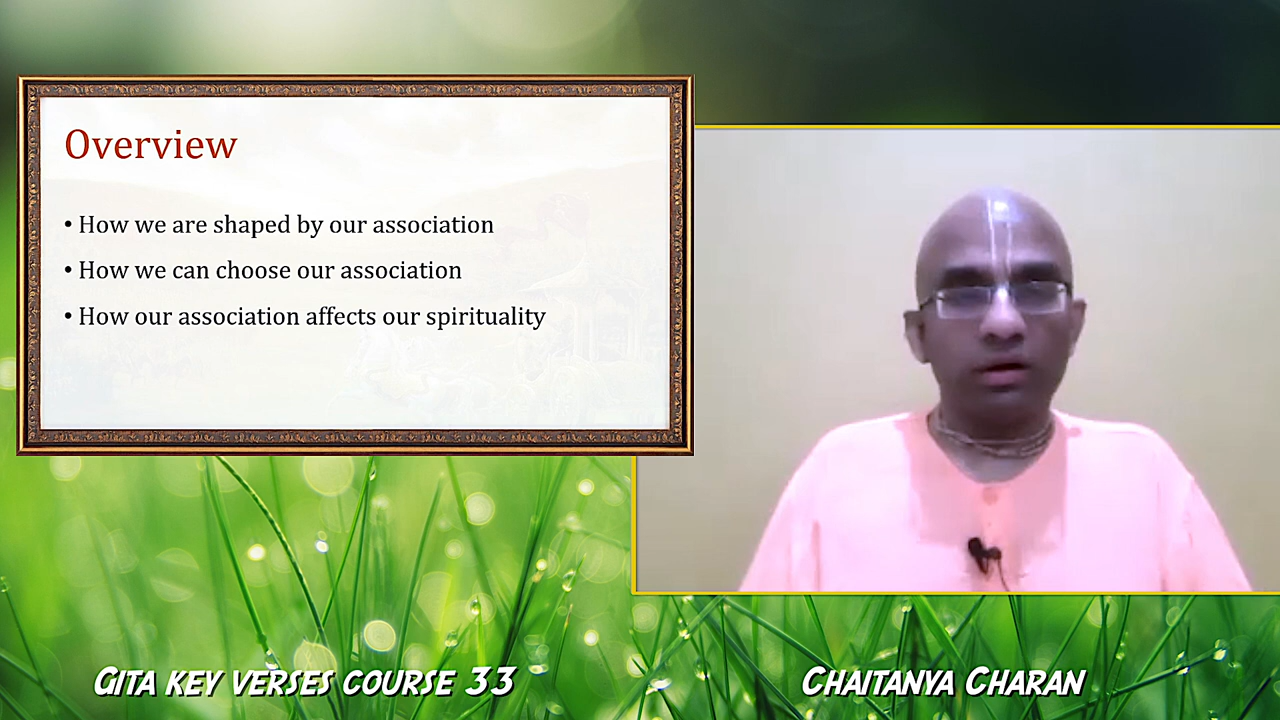 Overview
• How we are shaped by our association
• How we can choose our association
• How our association affects our spirituality
GITA KEY VERSES COURSE 33
CHAITANYA CHARAN